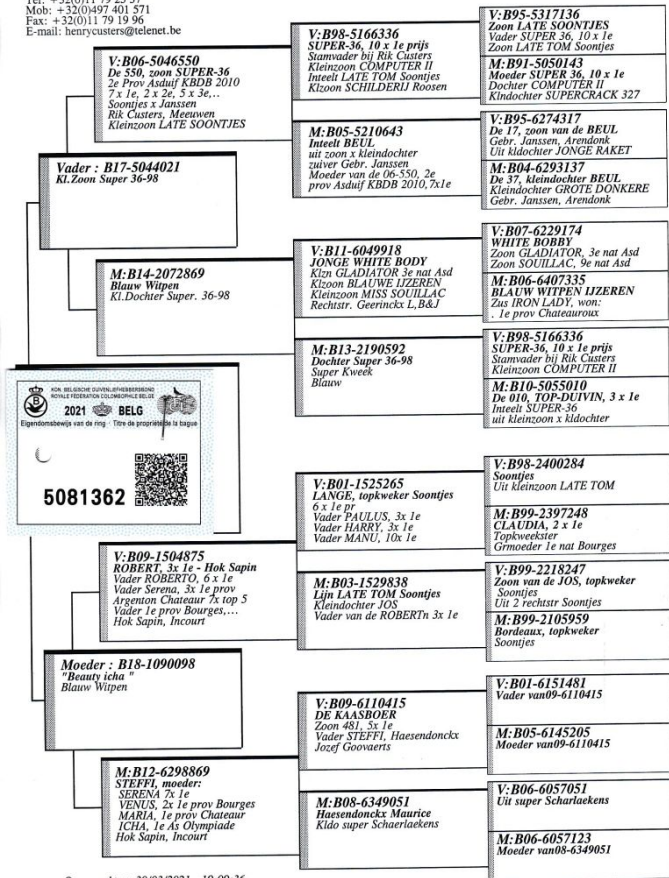 Mob: +32(0)497 401 571
Fax: +32(0)11 79 19 96
E-mail: henrycusters@telenet.be
V:B06-5046550
De 550, zoon SUPER-36
2e Prov Asduif KBDB 2010
7 x 1e, 2 x 2e, 5 x 3e,..
Soontjes x Janssen
Rik Custers, Meeuwen
Kleinzoon LATE SOONTJES
Vader : B17-5044021
Kl.Zoon Super 36-98
M:B14-2072869
Blauw Witpen
Kl.Dochter Super. 36-98
V:B98-5166336
SUPER-36, 10 x 1e prijs
Stamvader bij Rik Custers
Kleinzoon COMPUTER II
Inteelt LATE TOM Soontjes
Klzoon SCHILDERIJ Roosen
M:B05-5210643
Inteelt BEUL
uit zoon x kleindochter
zuiver Gebr. Janssen
Moeder van de 06-550, 2e
prov Asduif KBDB 2010,7x1e
V:B11-6049918
JONGE WHITE BODY
Klzn GLADIATOR 3e nat Asd
Klzoon BLAUWE IJZEREN
Kleinzoon MISS SOUILLAC
Rechtstr. Geerinckx L,B&J
M:B13-2190592
Dochter Super 36-98
Super Kweek
Blauw
V:B95-5317136
Zoon LATE SOONTJES
Vader SUPER 36, 10 x 1e
Zoon LATE TOM Soontjes
M:B91-5050143
Moeder SUPER 36, 10 x 1e
Dochter COMPUTER II
Klndochter SUPERCRACK 327
V:B95-6274317
De 17, zoon van de BEUL
Gebr. Janssen, Arendonk
Uit kldochter JONGE RAKET
M:B04-6293137
De 37, kleindochter BEUL
Kleindochter GROTE DONKERE
Gebr. Janssen, Arendonk
V:B07-6229174
WHITE BOBBY
Zoon GLADIATOR, 3e nat Asd
Zoon SOUILLAC, 9e nat Asd
M:B06-6407335
BLAUW WITPEN IJZEREN
Zus IRON LADY, won:
. 1e prov Chateauroux
V:B98-5166336
SUPER-36, 10 x 1e prijs
Stamvader bij Rik Custers
Kleinzoon COMPUTER II
M:B10-5055010
De 010, TOP-DUIVIN, 3 x 1e
Inteelt SUPER-36
uit kleinzoon x kldochter
KON. BELGISCHE DUIVENLIEFHEBBERSBOND
ROYALE FEDERATION COLOMBOPHILE BELGE
2021 BELG
Eigendomsbewijs van de ring - Titre de propriété de la bague
5081362
V:B09-1504875
ROBERT, 3x 1e - Hok Sapin
Vader ROBERTO, 6 x 1e
Vader Serena, 3x 1e prov
Argenton Chateaur 7x top 5
Vader 1e prov Bourges,...
Hok Sapin, Incourt
Moeder : B18-1090098
"Beauty icha "
Blauw Witpen
M:B12-6298869
STEFFI, moeder:
SERENA 7x 1e
VENUS, 2x 1e prov Bourges
MARIA, 1e prov Chateaur
ICHA, 1e As Olympiade
Hok Sapin, Incourt
V:B01-1525265
LANGE, topkweker Soontjes
6 x 1e pr
Vader PAULUS, 3x 1e
Vader HARRY, 3x 1e
Vader MANU, 10x 1e
M:B03-1529838
Lijn LATE TOM Soontjes
Kleindochter JOS
Vader van de ROBERTn 3x 1e
V:B09-6110415
DE KAASBOER
Zoon 481, 5x 1e
Vader STEFFI, Haesendonckx
Jozef Goovaerts
M:B08-6349051
Haesendonckx Maurice
Kldo super Schaerlaekens
V:B98-2400284
Soontjes
Uit kleinzoon LATE TOM
M:B99-2397248
CLAUDIA, 2 x 1e
Topkweekster
Grmoeder 1e nat Bourges
V:B99-2218247
Zoon van de JOS, topkweker
Soontjes
Uit 2 rechtstr Soontjes
M:B99-2105959
Bordeaux, topkweker
Soontjes
V:B01-6151481
Vader van09-6110415
M:B05-6145205
Moeder van09-6110415
V:B06-6057051
Uit super Scharlaekens
M:B06-6057123
Moeder van08-6349051